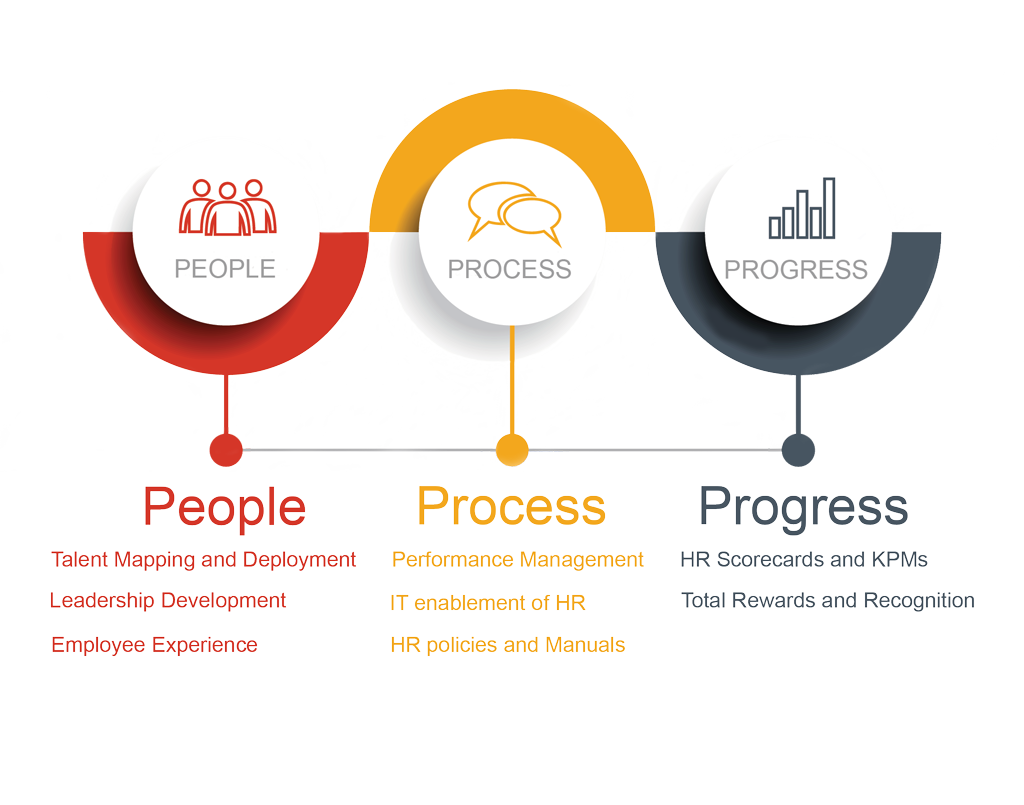 PEOPLE
PROCESS
PROGRESS
People
Talent Mapping and Deployment
Leadership Development
Employee Experience
Process
Performance Management
IT enablement of HR
HR policies and Manuals
Progress
HR Scorecards and KPMs
Total Rewards and Recognition